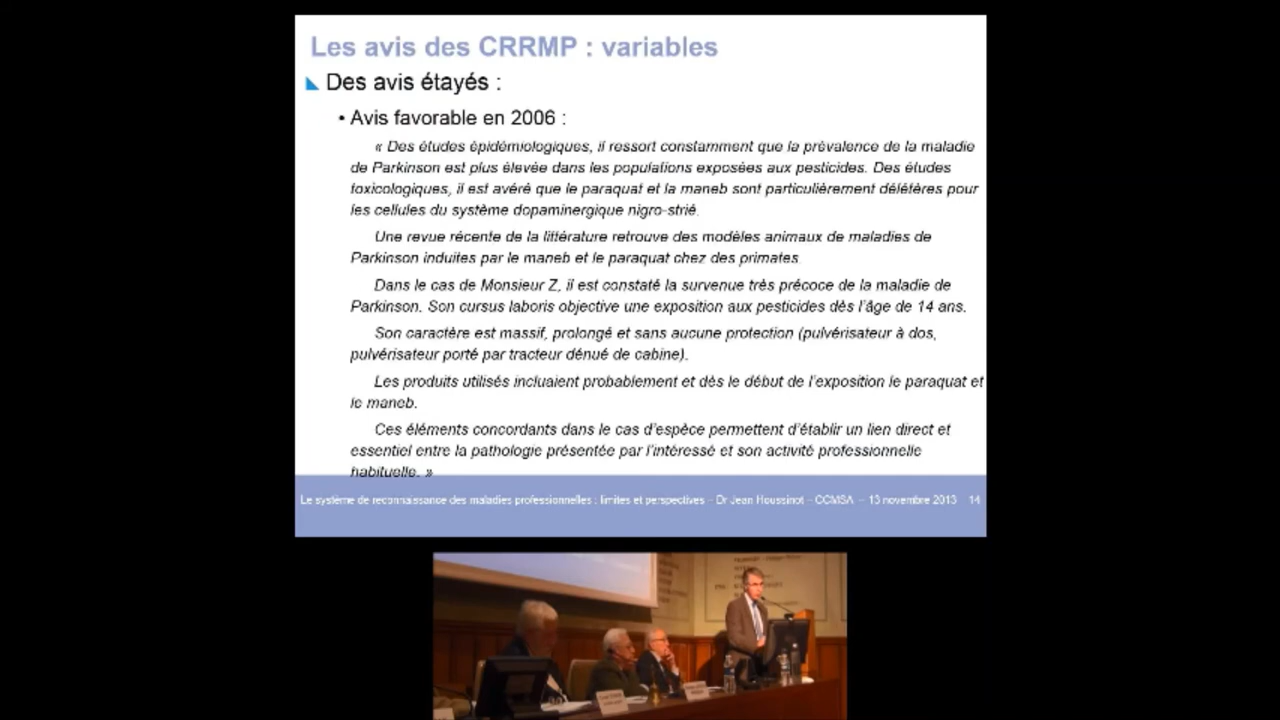 Les avis des CRRMP : variables
Des avis étayés :
• Avis favorable en 2006 :
« Des études épidémiologiques, il ressort constamment que la prévalence de la maladie
de Parkinson est plus élevée dans les populations exposées aux pesticides. Des études
toxicologiques, il est avéré que le paraquat et la maneb sont particulièrement délétères pour
les cellules du système dopaminergique nigro-strié.
Une revue récente de la littérature retrouve des modèles animaux de maladies de
Parkinson induites par le maneb et le paraquat chez des primates.
Dans le cas de Monsieur Z, il est constaté la survenue très précoce de la maladie de
Parkinson. Son cursus laboris objective une exposition aux pesticides dès l'âge de 14 ans.
Son caractère est massif, prolongé et sans aucune protection (pulvérisateur à dos,
pulvérisateur porté par tracteur dénué de cabine).
Les produits utilisés incluaient probablement et dès le début de l'exposition le paraquat et
le maneb.
Ces éléments concordants dans le cas d'espèce permettent d'établir un lien direct et
essentiel entre la pathologie présentée par l'intéressé et son activité professionnelle
habituelle. »
Le système de reconnaissance des maladies professionnelles : limites et perspectives – Dr Jean Houssinot – CCMSA – 13 novembre 2013 14